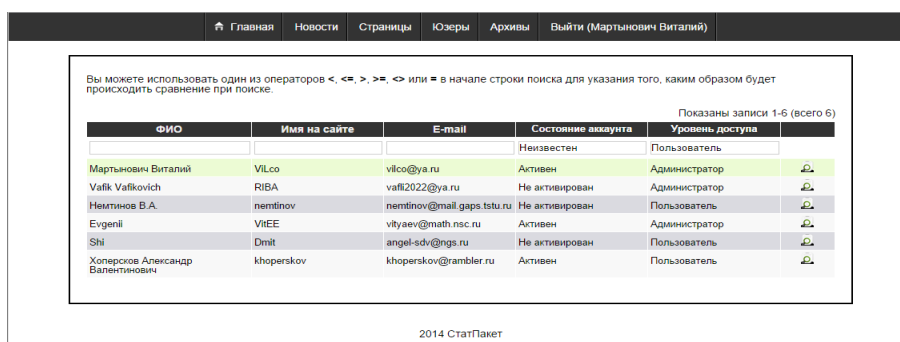 Главная Новости Страницы Юзеры Архивы Выйти (Мартынович Виталий)
Вы можете использовать один из операторов <, <=, >, >=, <> или = в начале строки поиска для указания того, каким образом будет
происходить сравнение при поиске.
Показаны записи 1-6 (всего 6)
ФИО Имя на сайте E-mail Состояние аккаунта Уровень доступа
Неизвестен Пользователь
Мартынович Виталий ViLco vilco@ya.ru Активен Администратор
Vafik Vafikovich RIBA vafli2022@ya.ru Не активирован Администратор
Немтинов В.А. nemtinov nemtinov@mail.gaps.tstu.ru Не активирован Пользователь
Evgenii VitEE vityaev@math.nsc.ru Активен Администратор
Shi Dmit angel-sdv@ngs.ru Не активирован Пользователь
Хоперсков Александр khoperskov khoperskov@rambler.ru Активен Пользователь
Валентинович
2014 СтатПакет